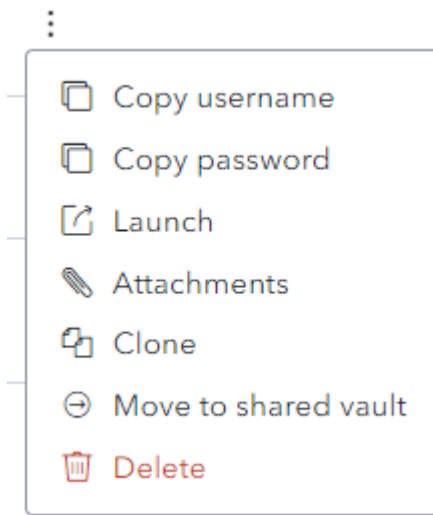 Copy username
Copy password
Launch
Attachments
Clone
Move to shared vault
Delete